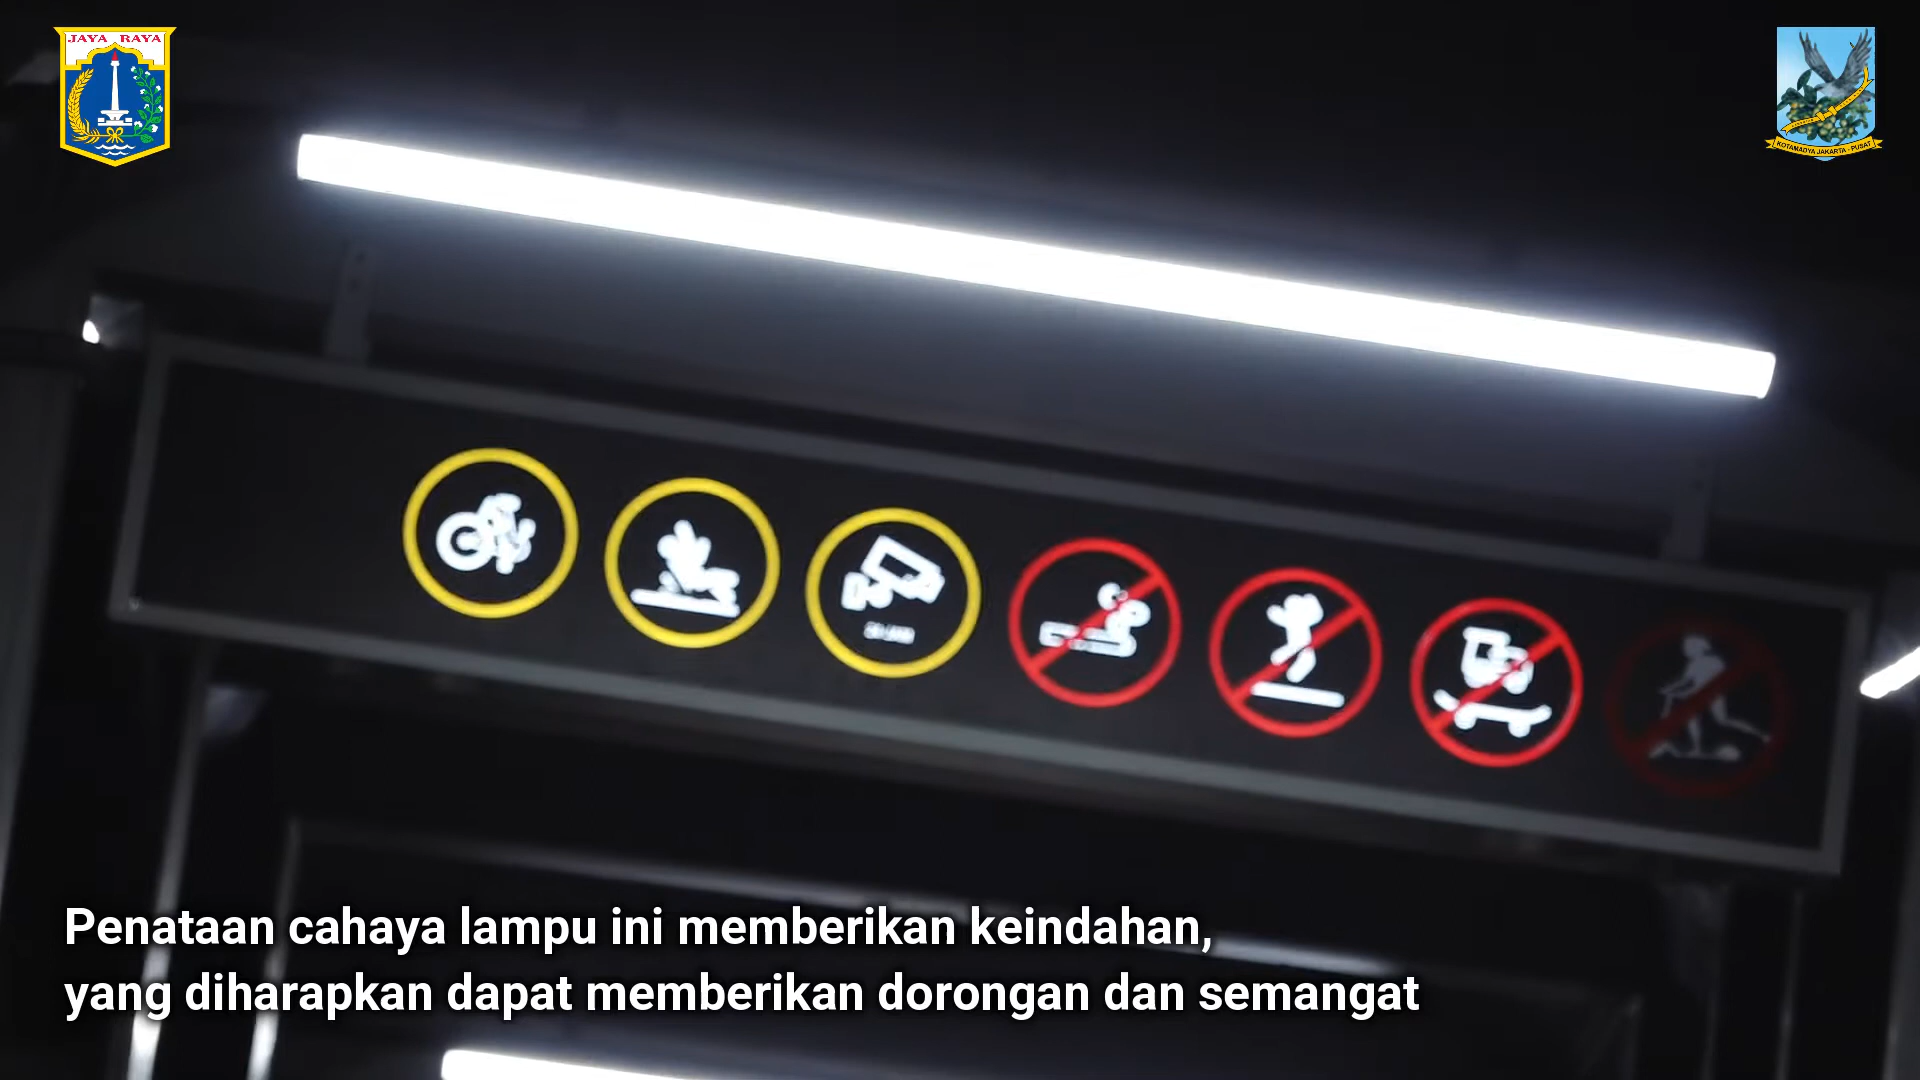 JAYA RAYA
KOTAMADYA JAKARTA - PUSAT
Penataan cahaya lampu ini memberikan keindahan,
yang diharapkan dapat memberikan dorongan dan semangat